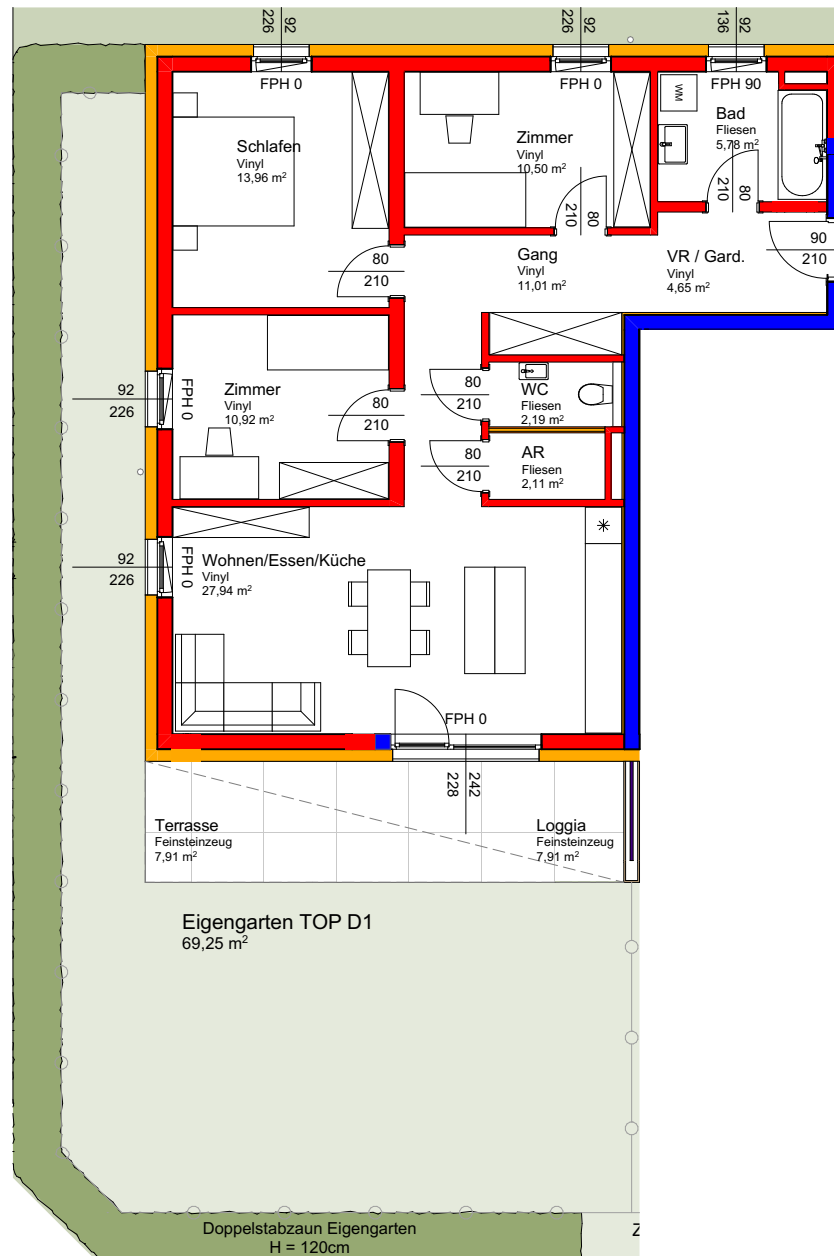 92
226
92
226
92
136
FPH 0
FPH 0
FPH 90
WM
Schlafen
Vinyl
13,96 m²
Zimmer
Vinyl
10,50 m²
Bad
Fliesen
5,78 m²
80
210
80
210
80
210
90
210
Gang
Vinyl
11,01 m²
VR / Gard.
Vinyl
4,65 m²
92
226
FPH 0
Zimmer
Vinyl
10,92 m²
80
210
80
210
WC
Fliesen
2,19 m²
80
210
AR
Fliesen
2,11 m²
92
226
FPH 0
Wohnen/Essen/Küche
Vinyl
27,94 m²
FPH 0
242
228
Terrasse
Feinsteinzeug
7,91 m²
Loggia
Feinsteinzeug
7,91 m²
Eigengarten TOP D1
69,25 m²
Doppelstabzaun Eigengarten
H = 120cm